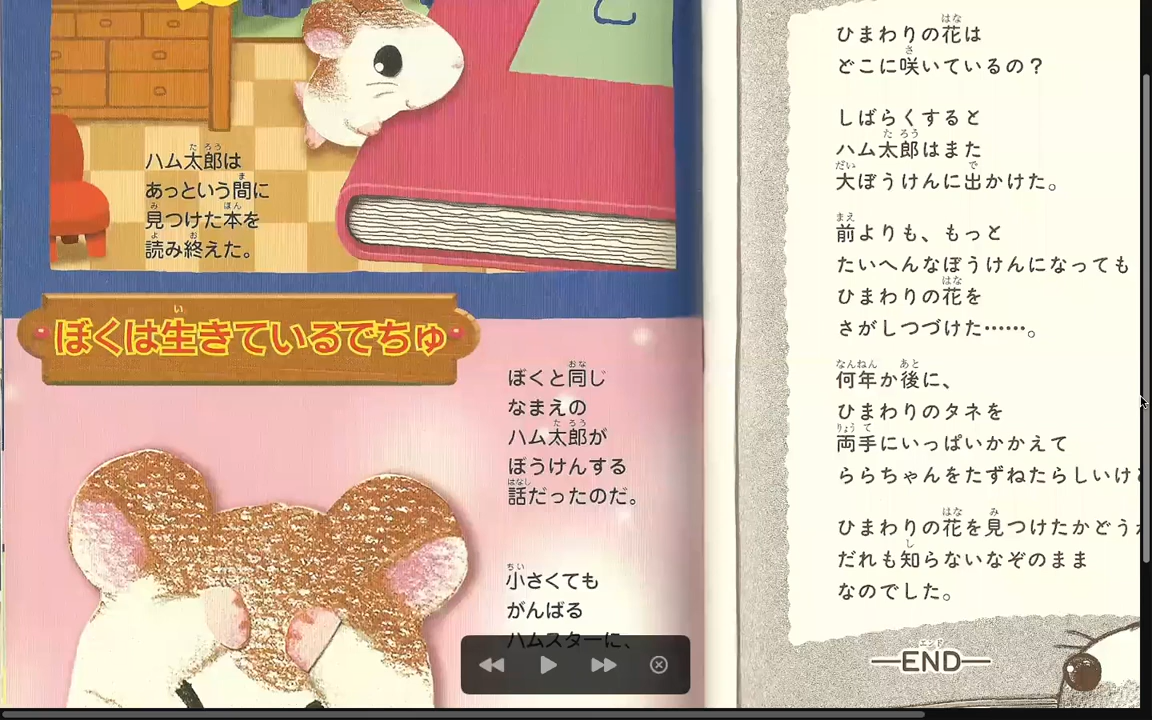 ハム太郎は
あっという間に
見つけた本を
読み終えた。
ぼくは生きているでちゅ
ぼくと同じ
なまえの
ハム太郎が
ぼうけんする
話だったのだ。
小さくても
がんばる
ハムスターに、
ひまわりの花は
どこに咲いているの？
しばらくすると
ハム太郎はまた
大ぼうけんに出かけた。
前よりも、もっと
たいへんなぼうけんになっても
ひまわりの花を
さがしつづけた……。
何年か後に、
ひまわりのタネを
両手にいっぱいかかえて
ららちゃんをたずねたらしいけ
ひまわりの花を見つけたかどう
だれも知らないなぞのまま
なのでした。
—END—